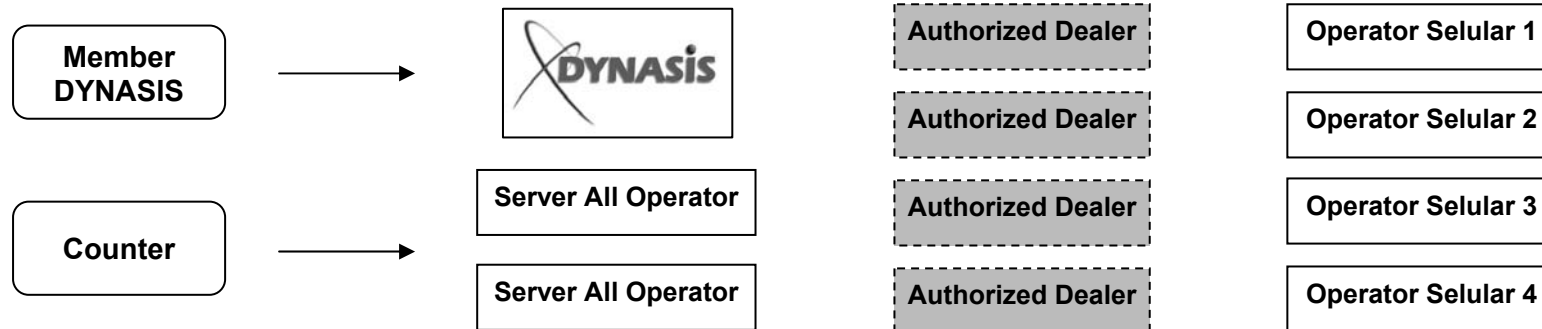 Member
DYNASIS
DYNASIS
Authorized Dealer
Operator Selular 1
Authorized Dealer
Operator Selular 2
Server All Operator
Authorized Dealer
Operator Selular 3
Counter
Server All Operator
Authorized Dealer
Operator Selular 4